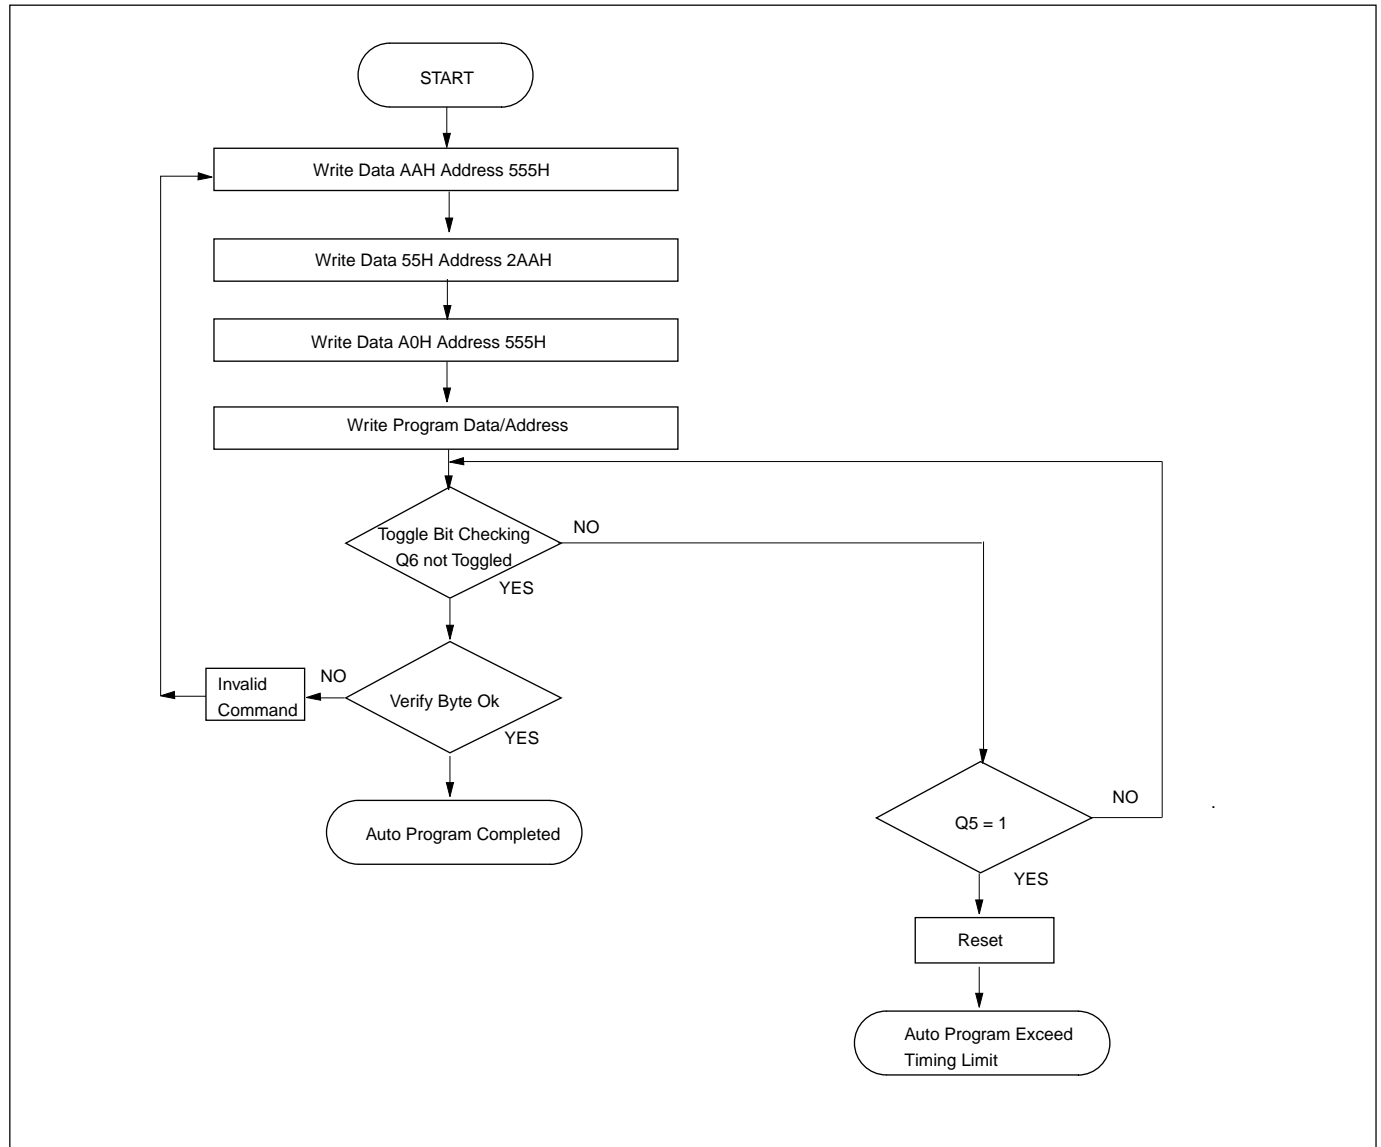 START
Write Data AAH Address 555H
Write Data 55H Address 2AAH
Write Data A0H Address 555H
Write Program Data/Address
Toggle Bit Checking
Q6 not Toggled
NO
YES
Invalid
Command
NO
Verify Byte Ok
YES
Auto Program Completed
Q5 = 1
NO
.
YES
Reset
Auto Program Exceed
Timing Limit